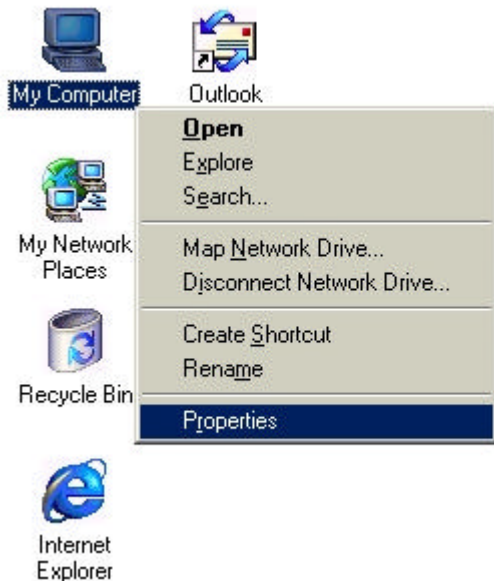 My Computer
Outlook
Open
Explore
Search...
My Network
Places
Map Network Drive...
Disconnect Network Drive...
Create Shortcut
Rename
Recycle Bin
Properties
Internet
Explorer